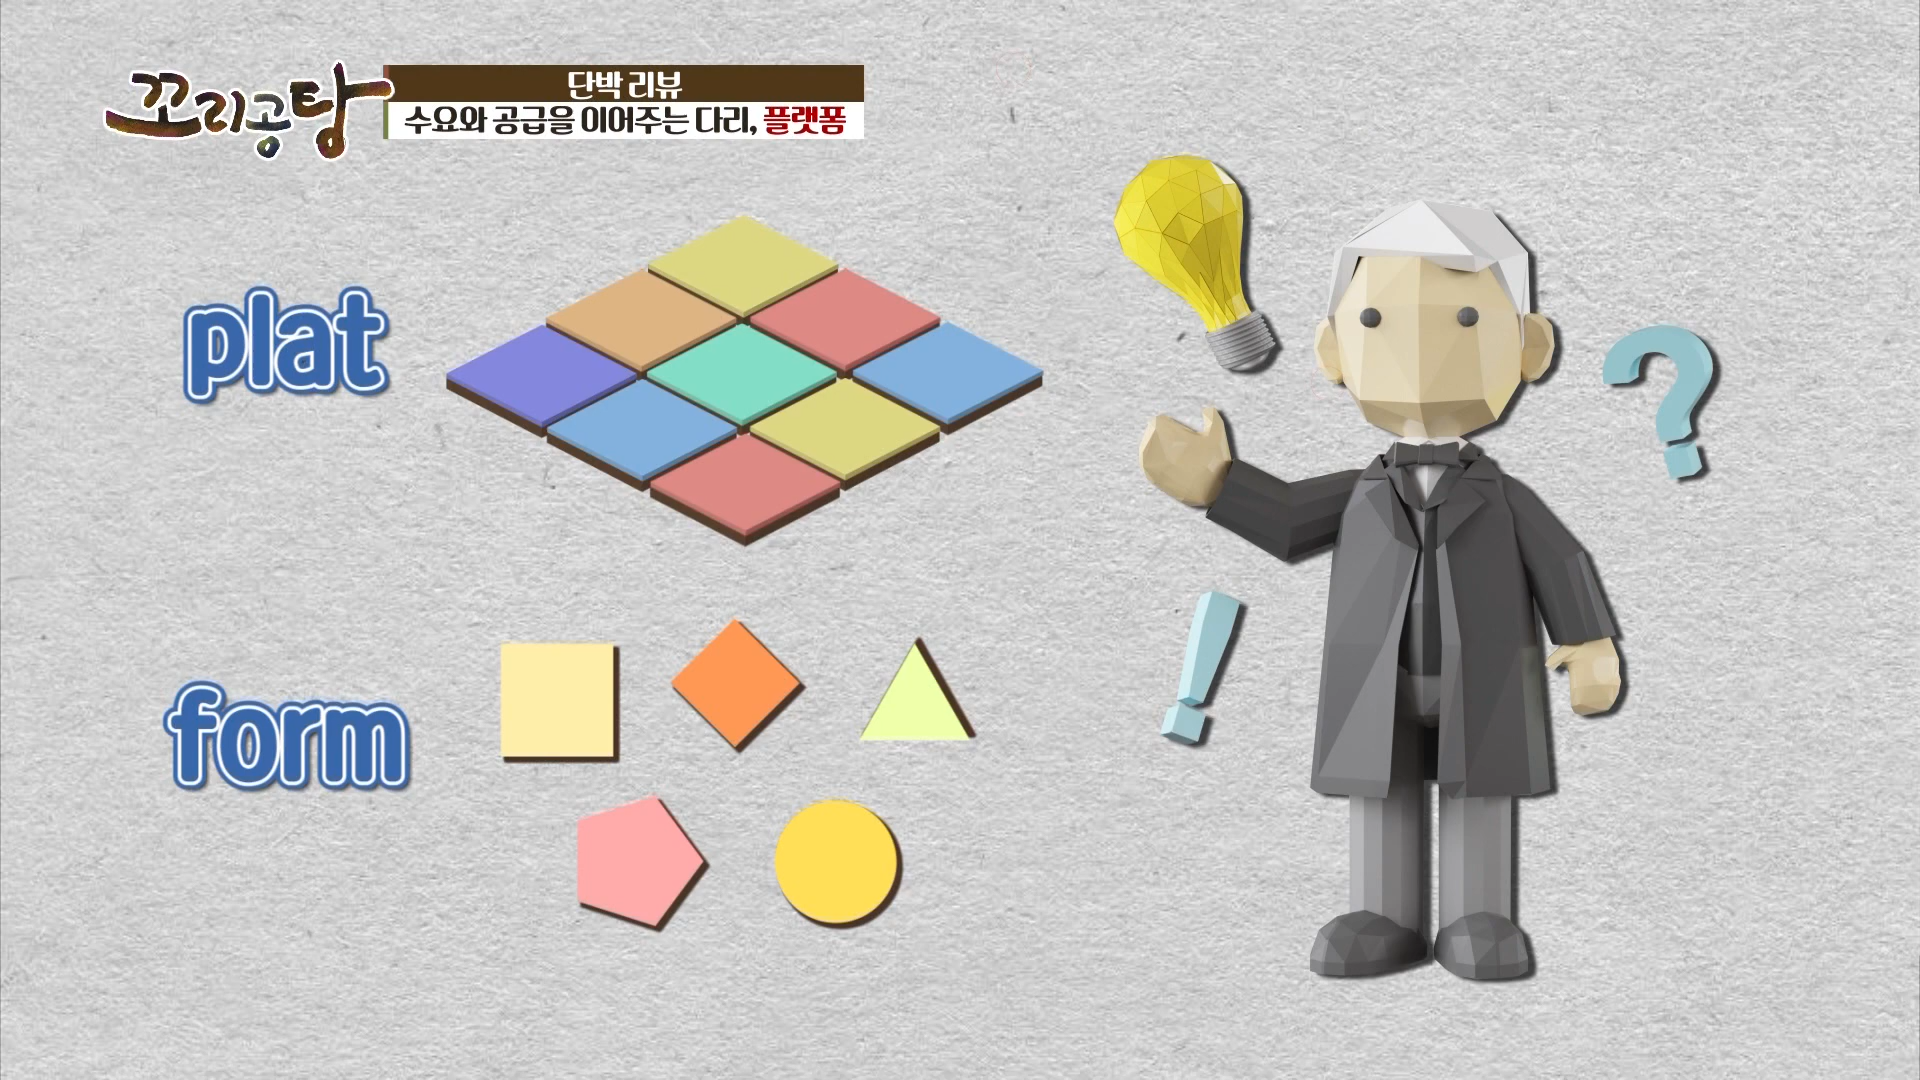 꼬리곰탕
단박 리뷰
수요와 공급을 이어주는 다리, 플랫폼
plat
?
!
form